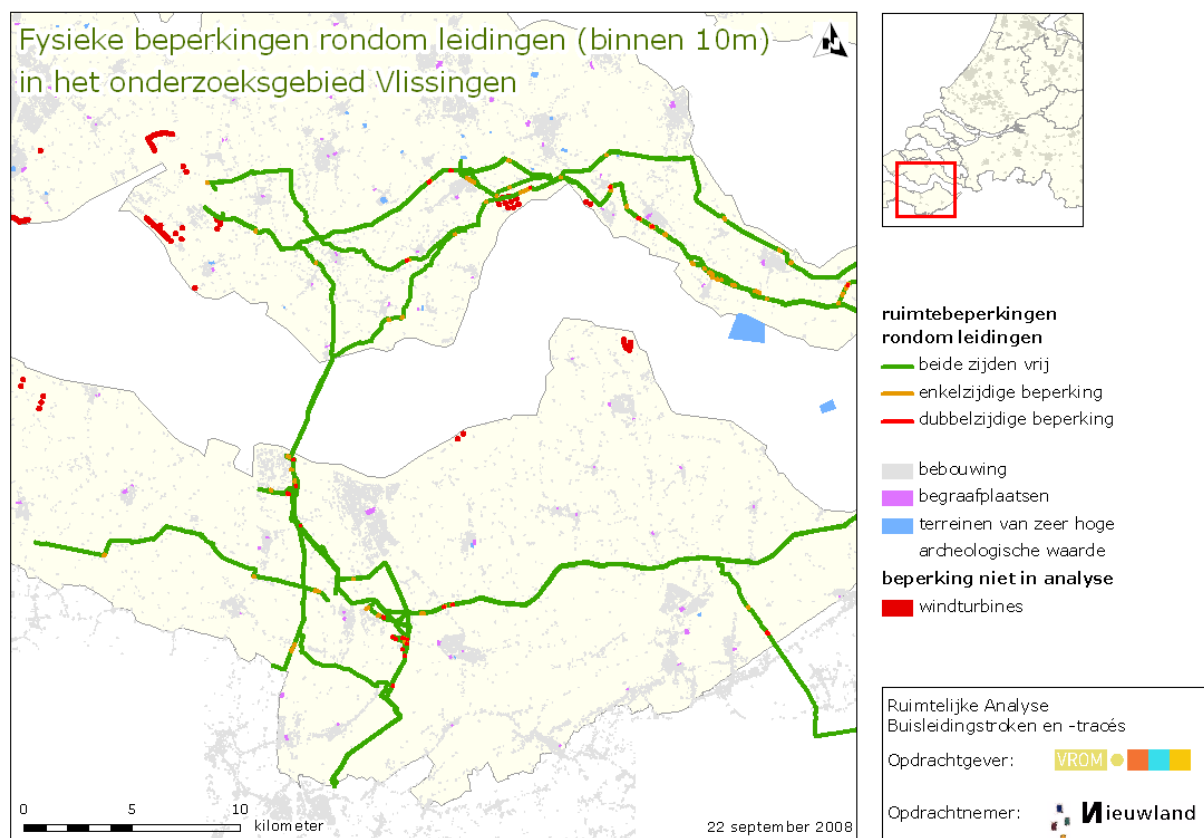 Fysieke beperkingen rondom leidingen (binnen 10m)
in het onderzoeksgebied Vlissingen
N
ruimtebeperkingen
rondom leidingen
beide zijden vrij
enkelzijdige beperking
dubbelzijdige beperking
bebouwing
begraafplaatsen
terreinen van zeer hoge
archeologische waarde
beperking niet in analyse
windturbines
0 5 10
kilometer
22 september 2008
Ruimtelijke Analyse
Buisleidingstroken en -tracés
Opdrachtgever: VROM
Opdrachtnemer: Nieuwland